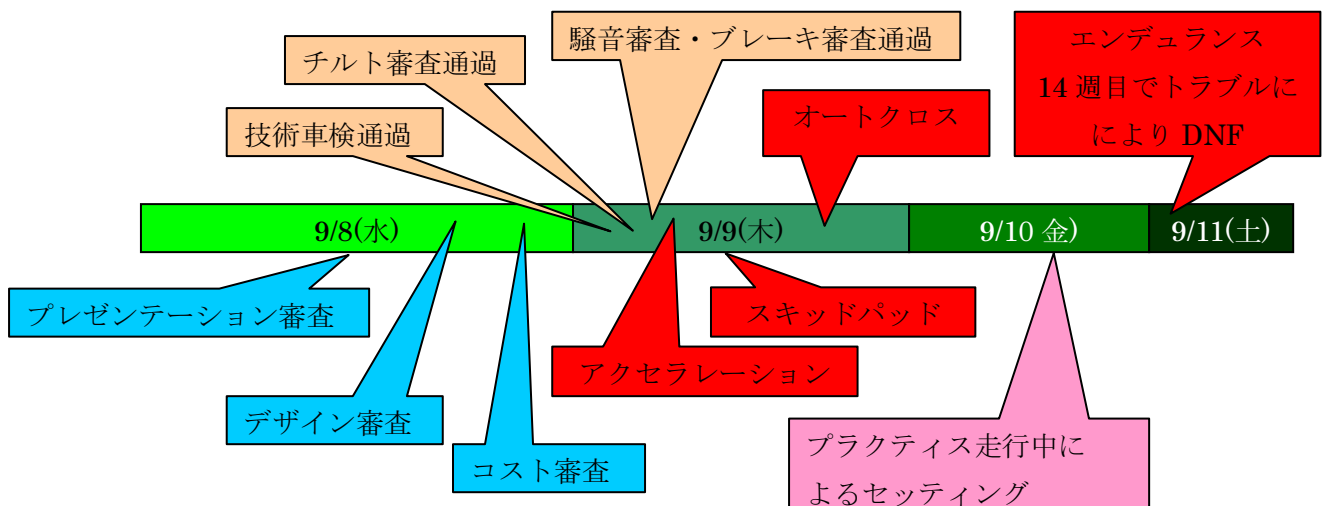 騒音審査・ブレーキ審査通過
エンデュランス
14 週目でトラブルに
により DNF
チルト審査通過
オートクロス
技術車検通過
9/8(水)
9/9(木)
9/10 金)
9/11(土)
プレゼンテーション審査
スキッドパッド
アクセラレーション
デザイン審査
コスト審査
プラクティス走行中に
よるセッティング